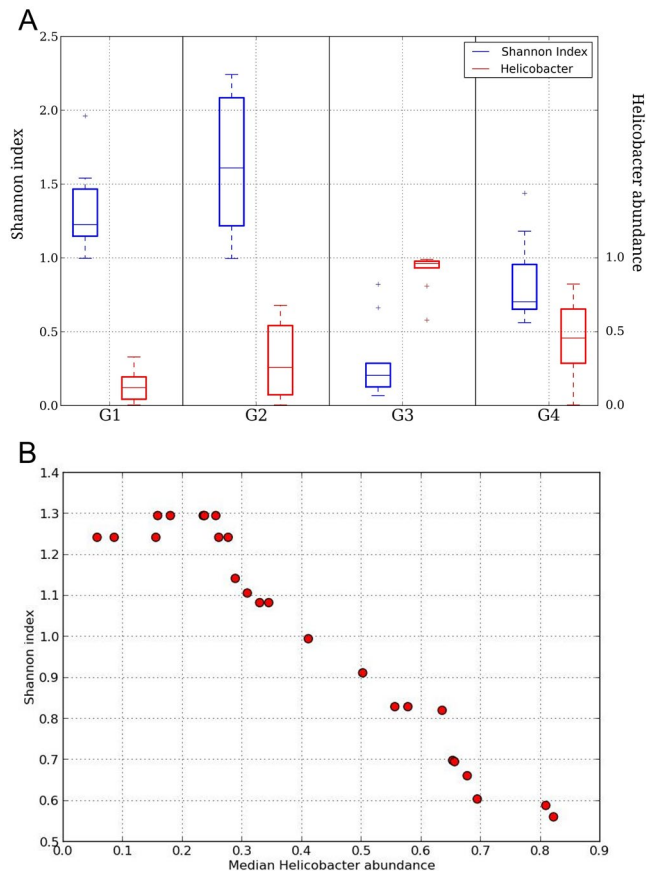 A
2.5
2.0
1.5
1.0
0.5
0.0
Shannon index
Shannon Index
Helicobacter
Helicobacter abundance
1.0
0.5
0.0
G1 G2 G3 G4
B
1.4
1.3
1.2
1.1
1.0
0.9
0.8
0.7
0.6
0.5
Shannon index
0.0 0.1 0.2 0.3 0.4 0.5 0.6 0.7 0.8 0.9
Median Helicobacter abundance